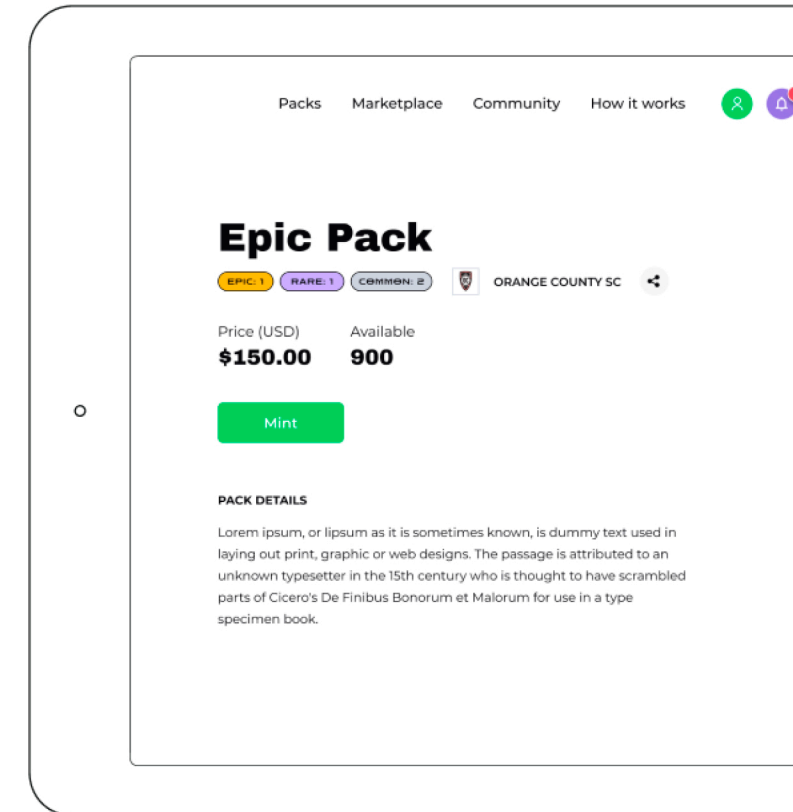 Packs Marketplace Community How it works
Epic Pack
EPIC: 1 RARE: 1 COMMON: 2 ORANGE COUNTY SC
Price (USD) Available
$150.00 900
Mint
PACK DETAILS
Lorem ipsum, or lipsum as it is sometimes known, is dummy text used in
laying out print, graphic or web designs. The passage is attributed to an
unknown typesetter in the 15th century who is thought to have scrambled
parts of Cicero's De Finibus Bonorum et Malorum for use in a type
specimen book.